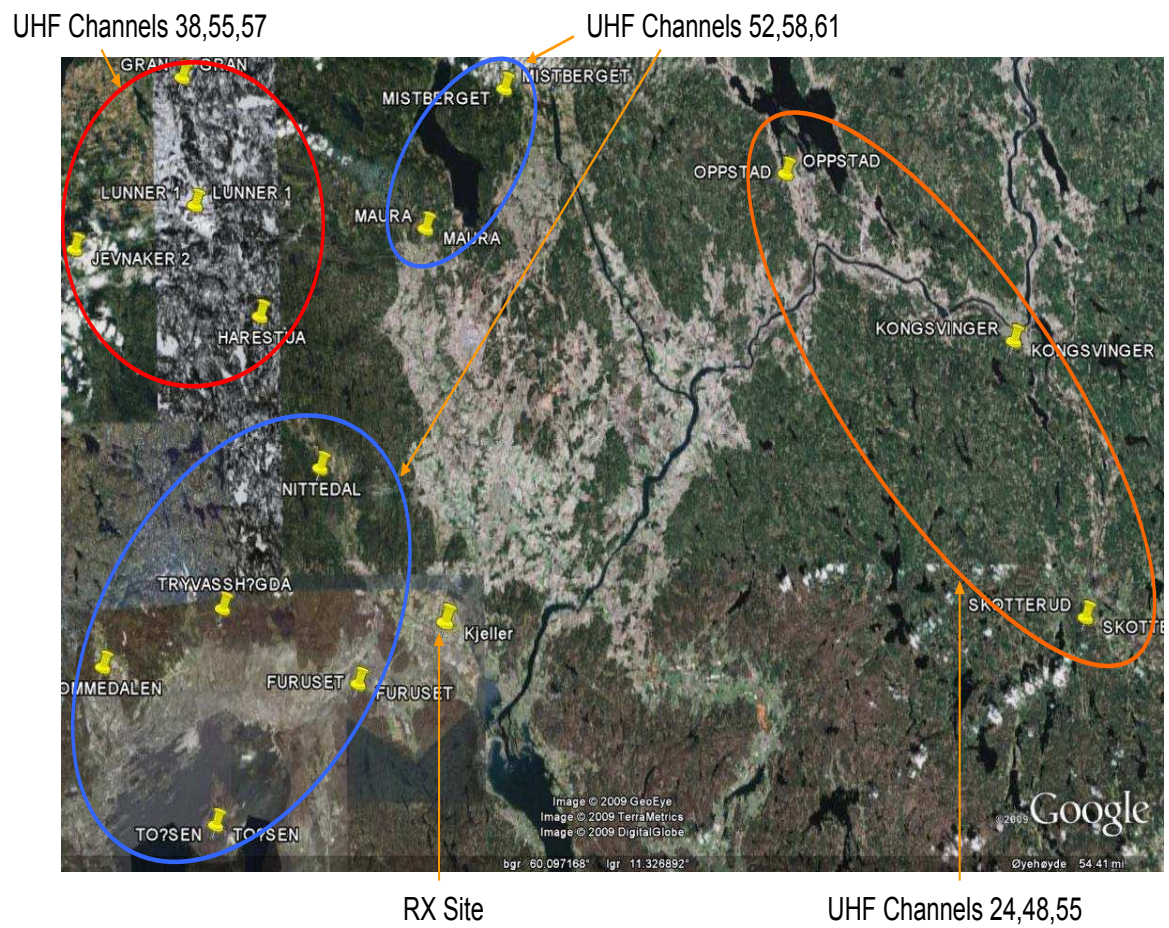 UHF Channels 38,55,57
UHF Channels 52,58,61
GRAN GRAN
MISTBERGET
MISTBERGET
OPPSTAD
OPPSTAD
LUNNER 1 LUNNER 1
MAURA
MAURA
JEVNAKER 2
HARESTUA
KONGSVINGER
KONGSVINGER
NITTEDAL
TRYVASSH?GDA
SKOTTERUD
SKOTTE
Kjeller
OMMEDALEN
FURUSET
FURUSET
TO?SEN TO?SEN
Image © 2009 GeoEye
Image © 2009 TerraMetrics
Image © 2009 DigitalGlobe
©2009 Google
bgr 60.097168° lgr 11.326892° Øyehøyde 54.41 mi
RX Site
UHF Channels 24,48,55